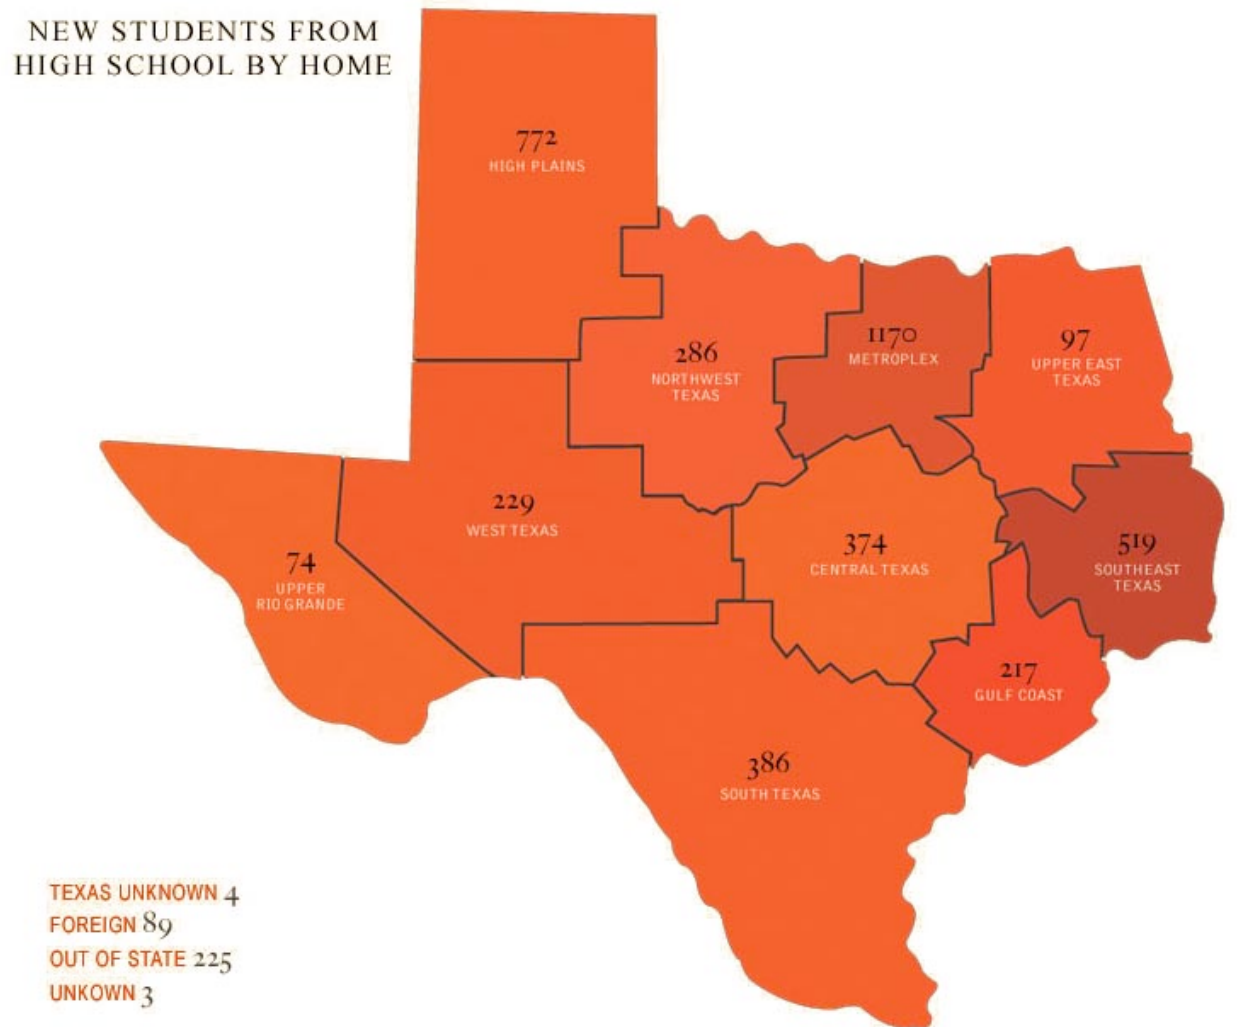 NEW STUDENTS FROM
HIGH SCHOOL BY HOME
772
HIGH PLAINS
286
NORTHWEST
TEXAS
1170
METROPLEX
97
UPPER EAST
TEXAS
229
WEST TEXAS
74
UPPER
RIO GRANDE
374
CENTRAL TEXAS
519
SOUTHEAST
TEXAS
217
GULF COAST
386
SOUTH TEXAS
TEXAS UNKNOWN 4
FOREIGN 89
OUT OF STATE 225
UNKOWN 3